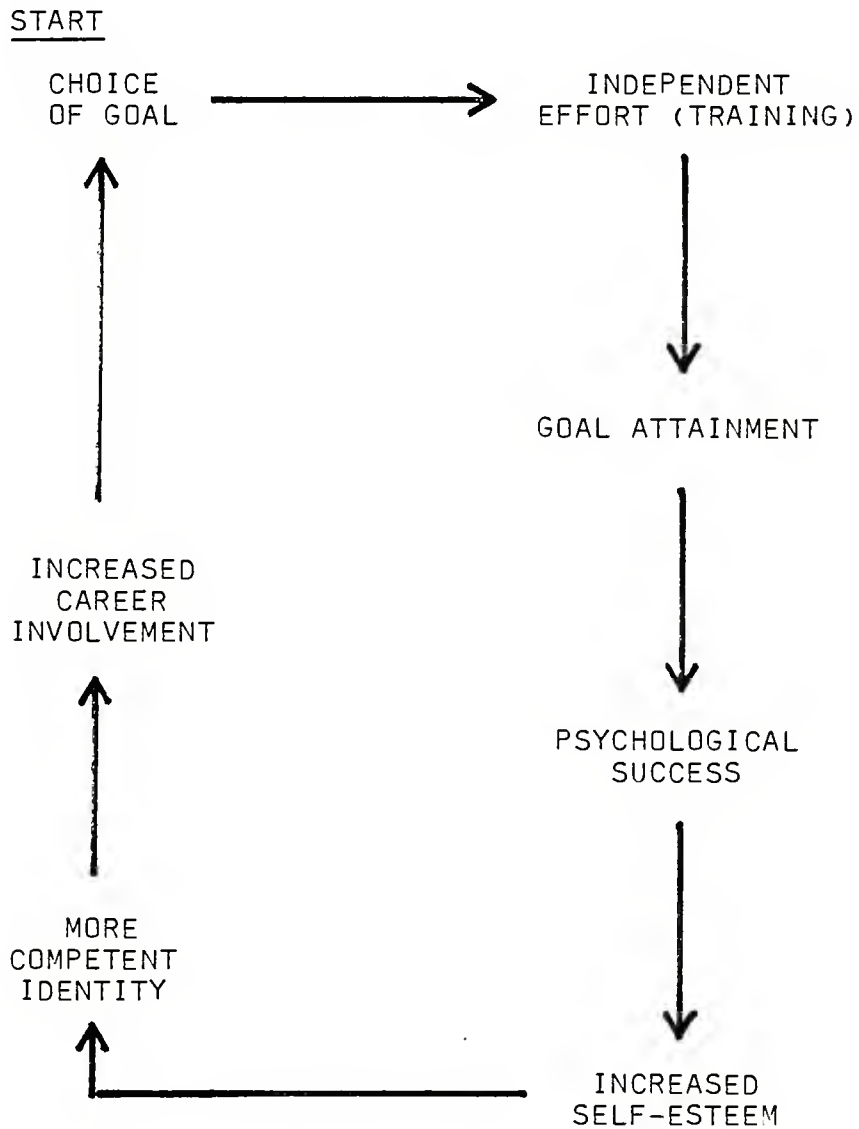 START
CHOICE
OF GOAL
INDEPENDENT
EFFORT (TRAINING)
GOAL ATTAINMENT
PSYCHOLOGICAL
SUCCESS
INCREASED
SELF-ESTEEM
MORE
COMPETENT
IDENTITY
INCREASED
CAREER
INVOLVEMENT